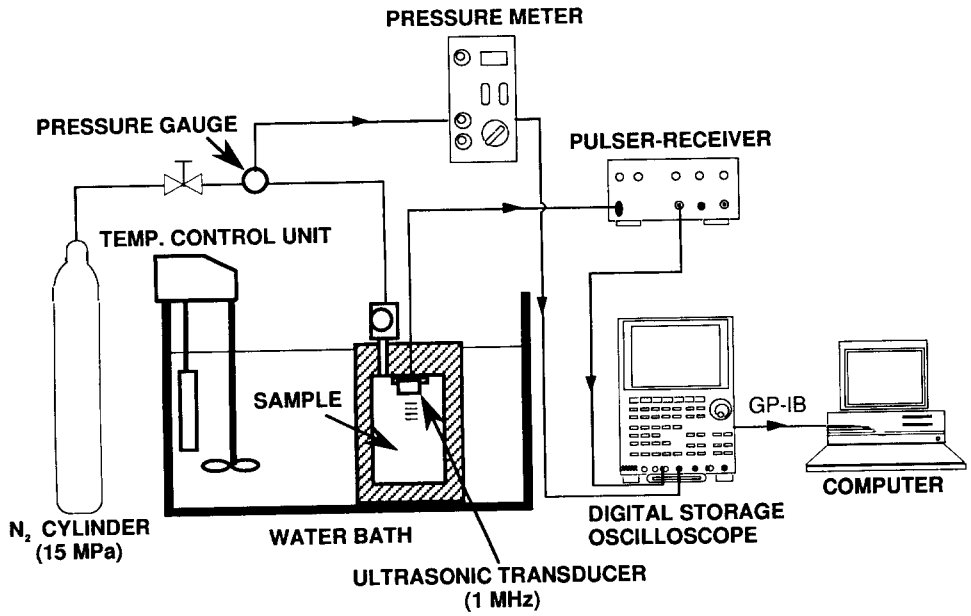 PRESSURE METER
PRESSURE GAUGE
PULSER-RECEIVER
TEMP. CONTROL UNIT
SAMPLE
GP-IB
COMPUTER
N₂ CYLINDER
(15 MPa)
WATER BATH
DIGITAL STORAGE
OSCILLOSCOPE
ULTRASONIC TRANSDUCER
(1 MHz)